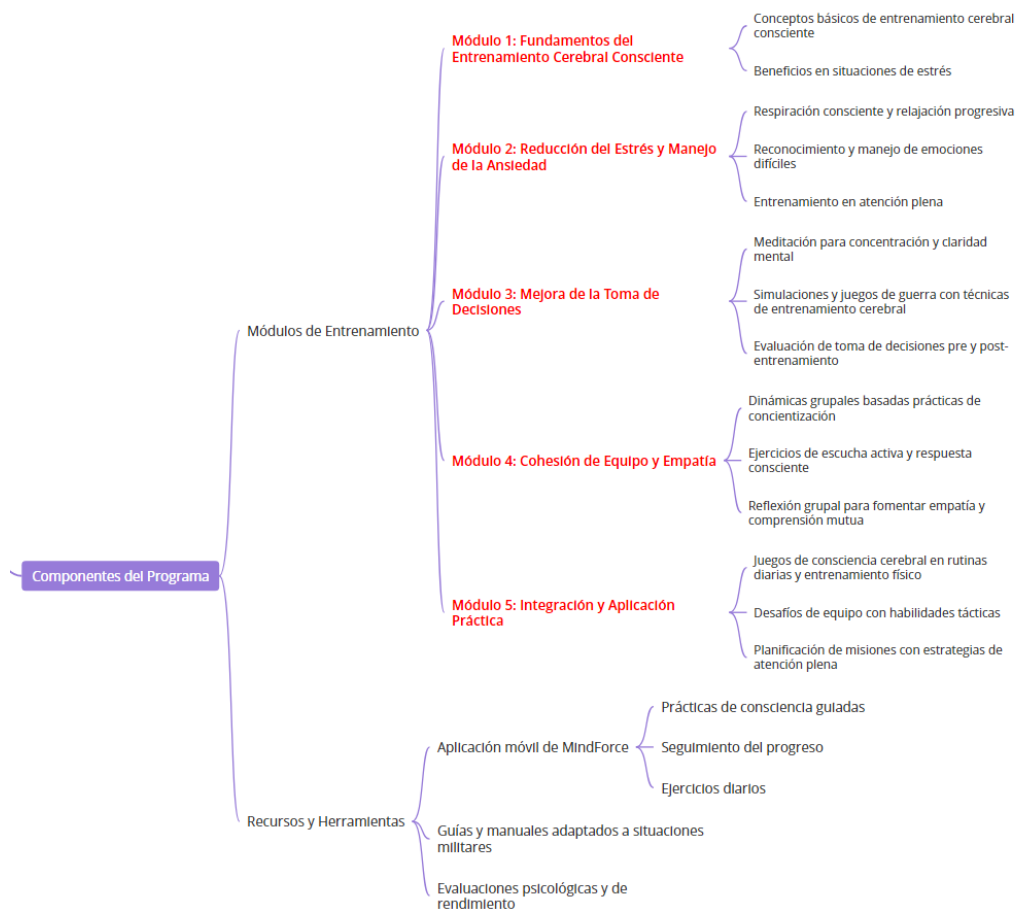 Componentes del Programa
Módulos de Entrenamiento
Módulo 1: Fundamentos del
Entrenamiento Cerebral Consciente
Conceptos básicos de entrenamiento cerebral
consciente
Beneficios en situaciones de estrés
Módulo 2: Reducción del Estrés y Manejo
de la Ansiedad
Respiración consciente y relajación progresiva
Reconocimiento y manejo de emociones
difíciles
Entrenamiento en atención plena
Módulo 3: Mejora de la Toma de
Decisiones
Meditación para concentración y claridad
mental
Simulaciones y juegos de guerra con técnicas
de entrenamiento cerebral
Evaluación de toma de decisiones pre y post-
entrenamiento
Módulo 4: Cohesión de Equipo y Empatía
Dinámicas grupales basadas prácticas de
concientización
Ejercicios de escucha activa y respuesta
consciente
Reflexión grupal para fomentar empatía y
comprensión mutua
Módulo 5: Integración y Aplicación
Práctica
Juegos de consciencia cerebral en rutinas
diarias y entrenamiento físico
Desafíos de equipo con habilidades tácticas
Planificación de misiones con estrategias de
atención plena
Recursos y Herramientas
Aplicación móvil de MindForce
Prácticas de consciencia guiadas
Seguimiento del progreso
Ejercicios diarios
Guías y manuales adaptados a situaciones
militares
Evaluaciones psicológicas y de
rendimiento